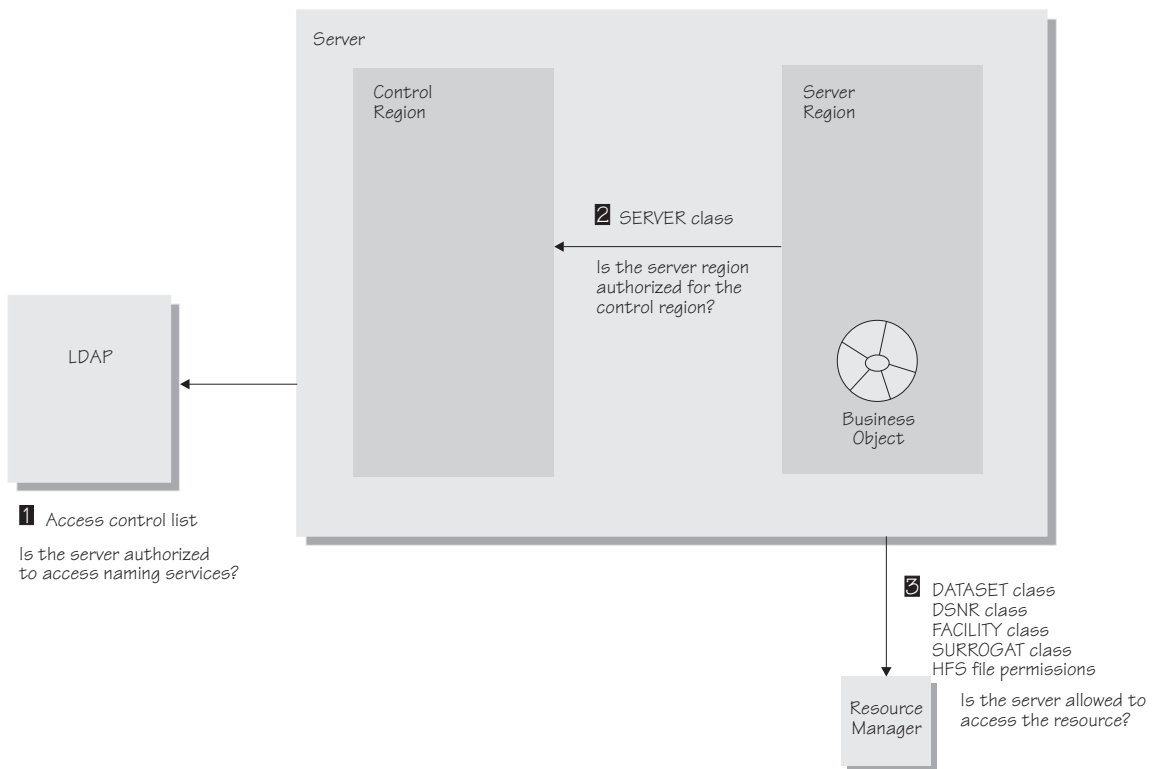 Server
Control
Region
Server
Region
2 SERVER class
Is the server region
authorized for the
control region?
LDAP
Business
Object
1 Access control list
Is the server authorized
to access naming services?
3 DATASET class
DSNR class
FACILITY class
SURROGAT class
HFS file permissions
Resource
Manager
Is the server allowed to
access the resource?